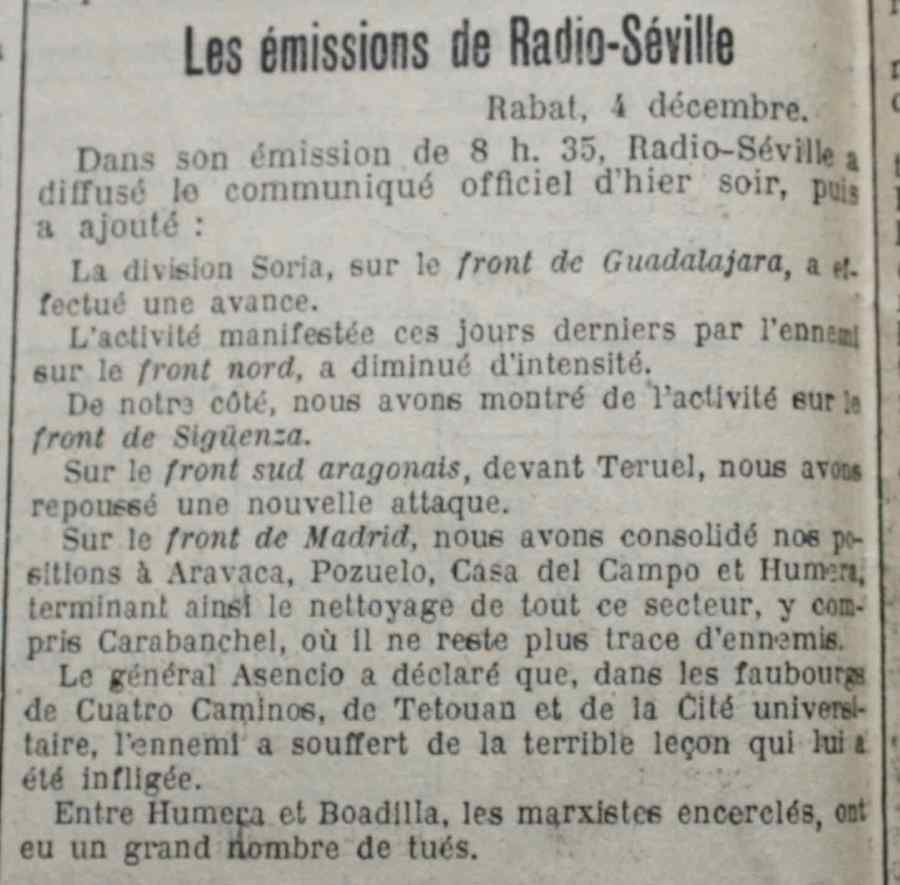 Les émissions de Radio-Séville
Rabat, 4 décembre.
Dans son émission de 8 h. 35, Radio-Séville a
diffusé le communiqué officiel d'hier soir, puis
a ajouté :
La division Soria, sur le front de Guadalajara, a ef-
fectué une avance.
L'activité manifestée ces jours derniers par l'ennemi
sur le front nord, a diminué d'intensité.
De notre côté, nous avons montré de l'activité sur le
front de Sigüenza.
Sur le front sud aragonais, devant Teruel, nous avons
repoussé une nouvelle attaque.
Sur le front de Madrid, nous avons consolidé nos po-
sitions à Aravaca, Pozuelo, Casa del Campo et Humera,
terminant ainsi le nettoyage de tout ce secteur, y com-
pris Carabanchel, où il ne reste plus trace d'ennemis.
Le général Asencio a déclaré que, dans les faubourgs
de Cuatro Caminos, de Tetouan et de la Cité universi-
taire, l'ennemi a souffert de la terrible leçon qui lui a
été infligée.
Entre Humera et Boadilla, les marxistes encerclés, ont
eu un grand nombre de tués.